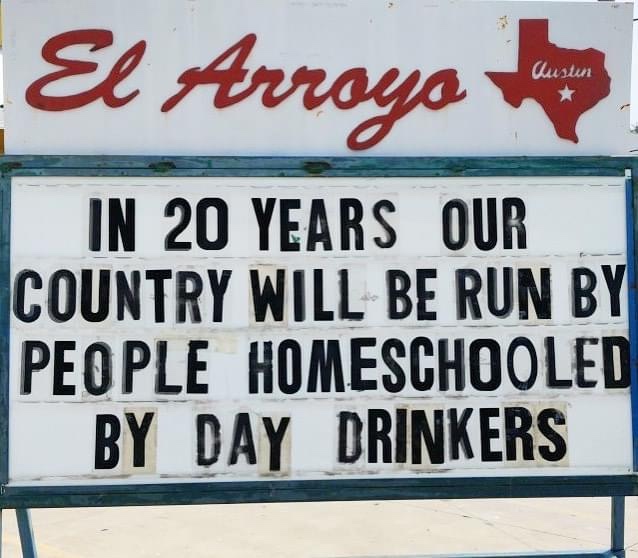 El Arroyo
Austin
IN 20 YEARS OUR
COUNTRY WILL BE RUN BY
PEOPLE HOMESCHOOLED
BY DAY DRINKERS